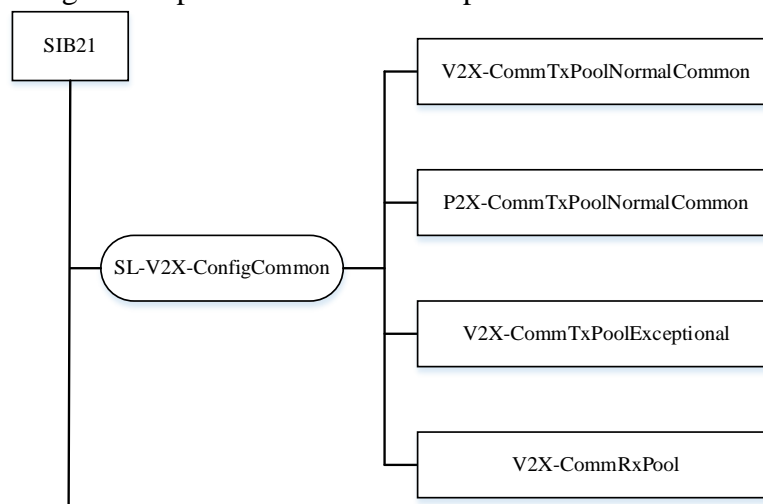 SIB21
V2X-CommTxPoolNormalCommon
P2X-CommTxPoolNormalCommon
SL-V2X-ConfigCommon
V2X-CommTxPoolExceptional
V2X-CommRxPool